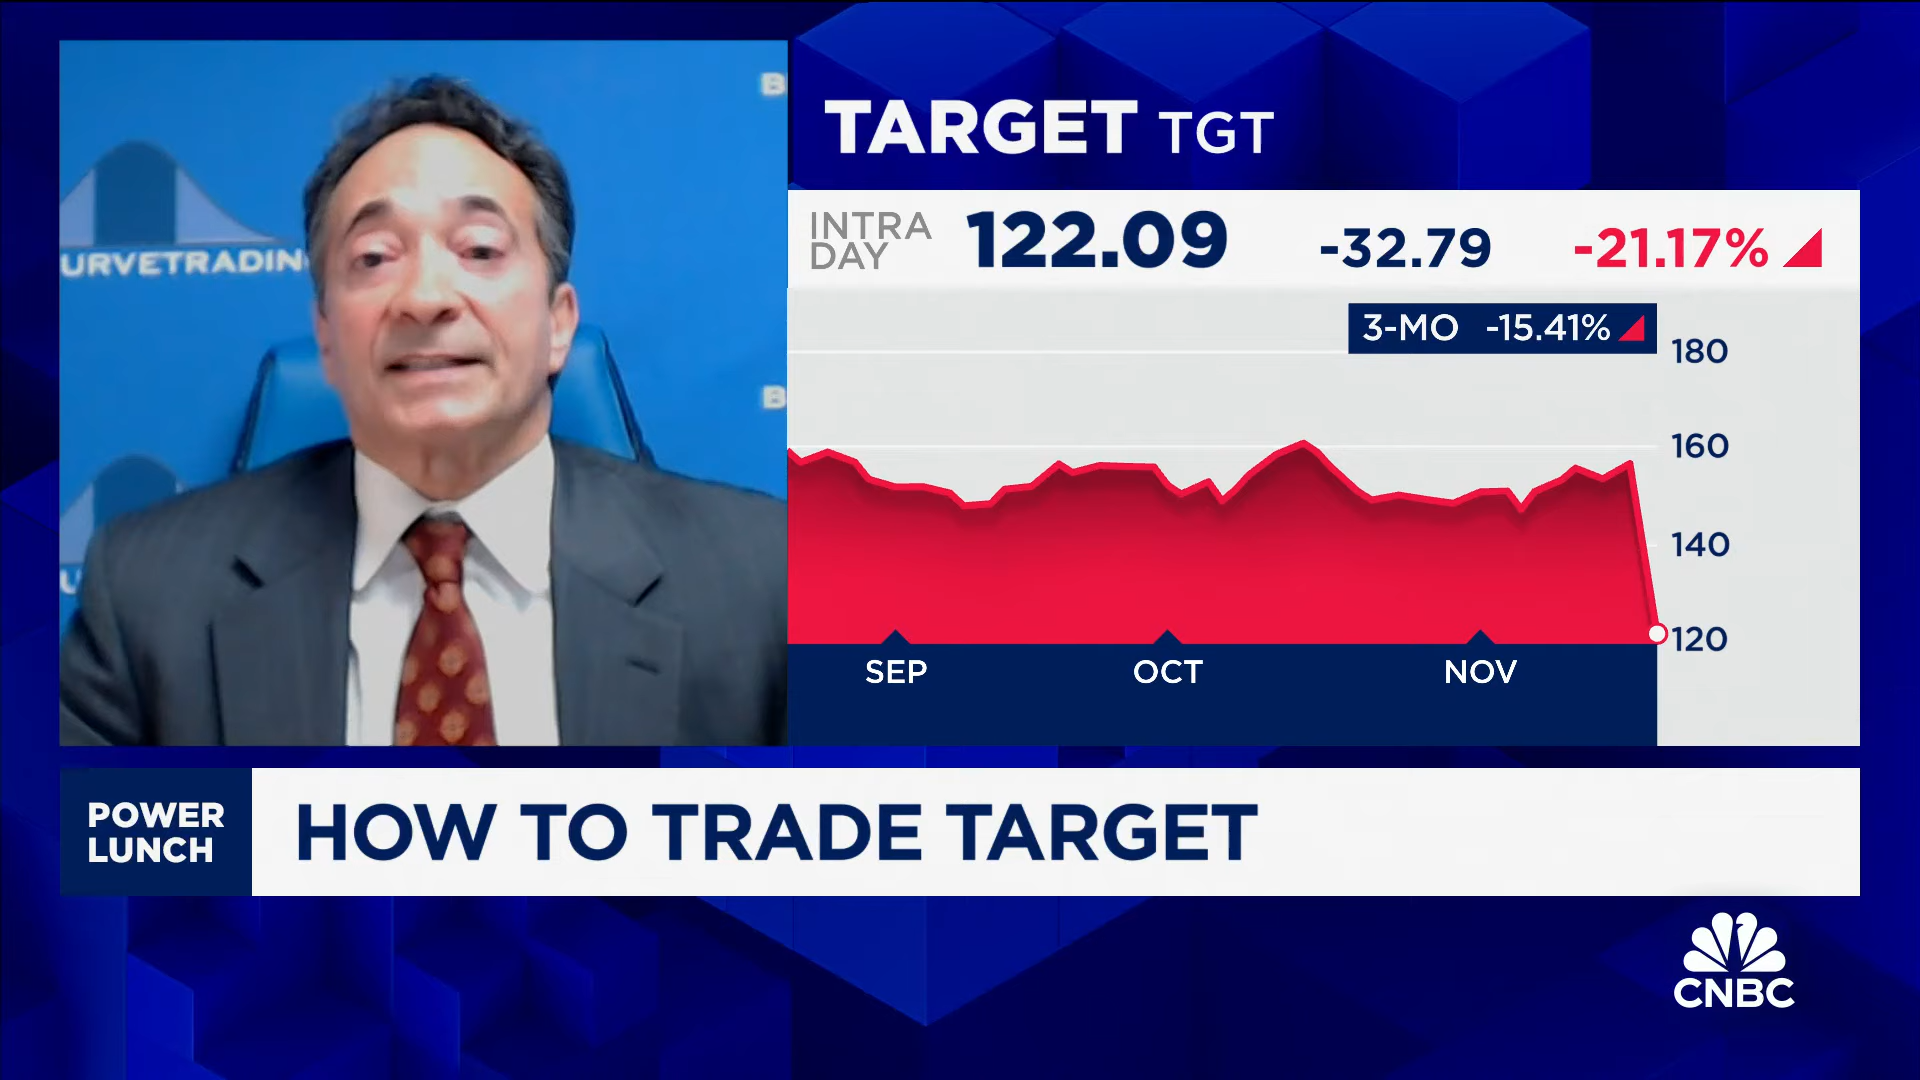 B
URVETRADIN
B
U
TARGET TGT
INTRA
DAY
122.09 -32.79 -21.17%
3-MO -15.41%
180
160
140
120
SEP OCT NOV
POWER
LUNCH
HOW TO TRADE TARGET
CNBC